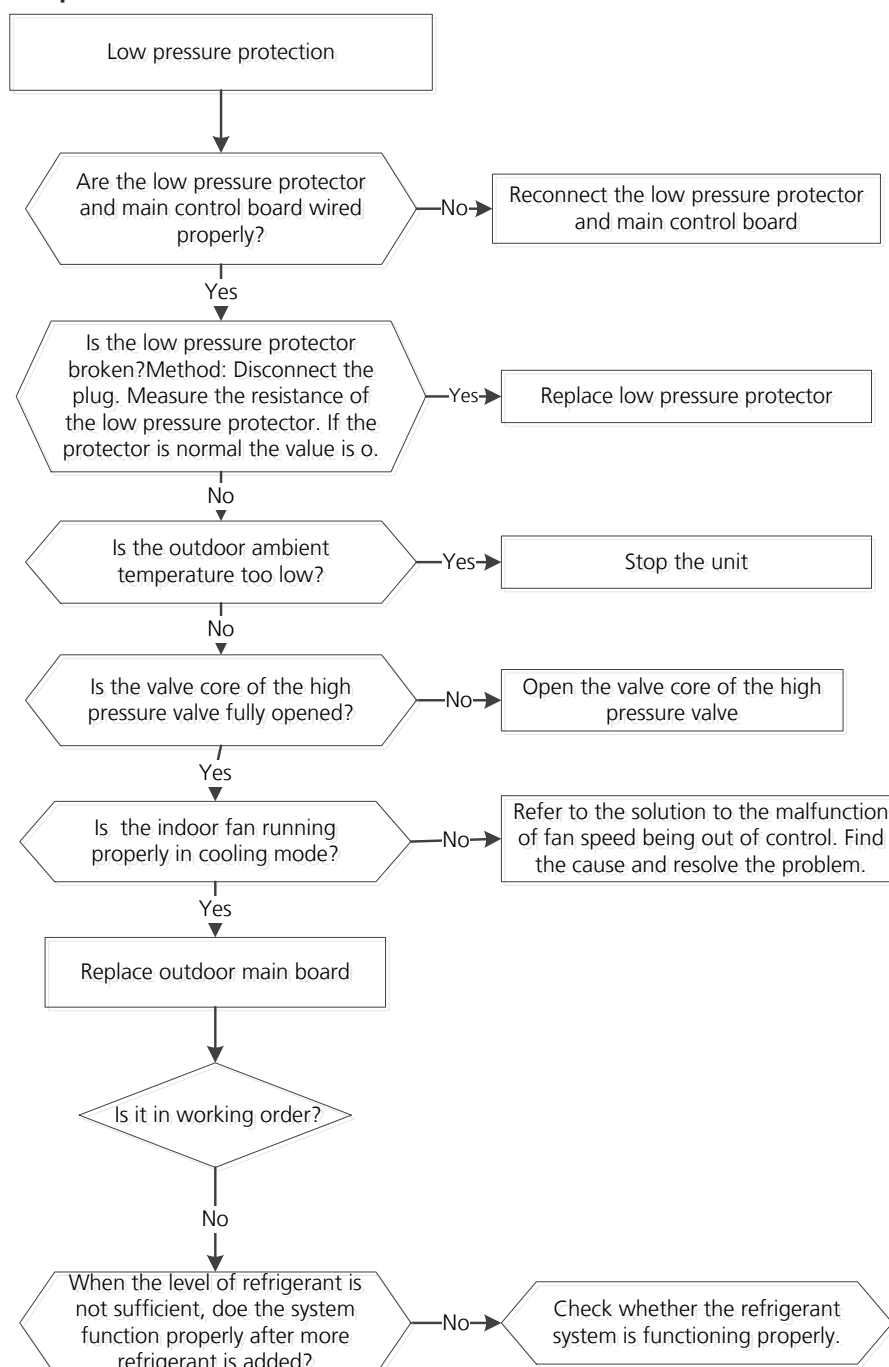 Low pressure protection
Are the low pressure protector
and main control board wired
properly?
No
Reconnect the low pressure protector
and main control board
Yes
Is the low pressure protector
broken?Method: Disconnect the
plug. Measure the resistance of
the low pressure protector. If the
protector is normal the value is o.
Yes
Replace low pressure protector
No
Is the outdoor ambient
temperature too low?
Yes
Stop the unit
No
Is the valve core of the high
pressure valve fully opened?
No
Open the valve core of the high
pressure valve
Yes
Is the indoor fan running
properly in cooling mode?
No
Refer to the solution to the malfunction
of fan speed being out of control. Find
the cause and resolve the problem.
Yes
Replace outdoor main board
Is it in working order?
No
When the level of refrigerant is
not sufficient, doe the system
function properly after more
refrigerant is added?
No
Check whether the refrigerant
system is functioning properly.